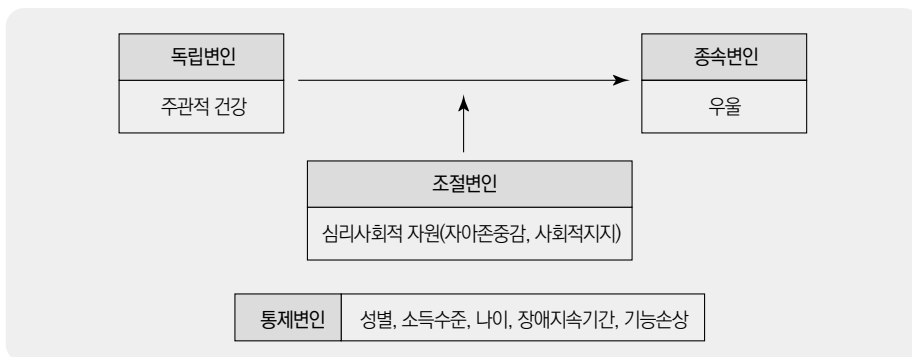 독립변인
주관적 건강
종속변인
우울
조절변인
심리사회적 자원(자아존중감, 사회적지지)
통제변인 성별, 소득수준, 나이, 장애지속기간, 기능손상